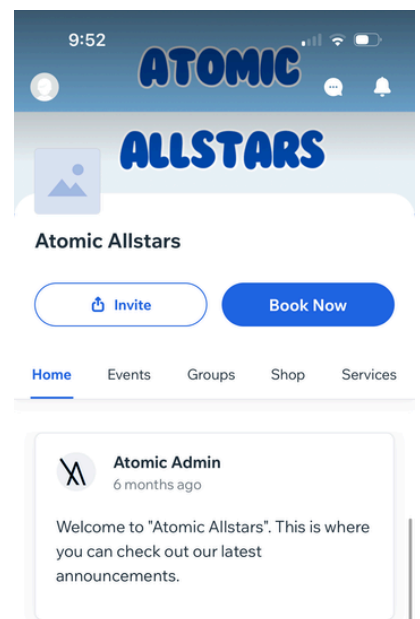 9:52
ATOMIC
ALLSTARS
Atomic Allstars
Invite
Book Now
Home Events Groups Shop Services
Atomic Admin
6 months ago
Welcome to "Atomic Allstars". This is where
you can check out our latest
announcements.